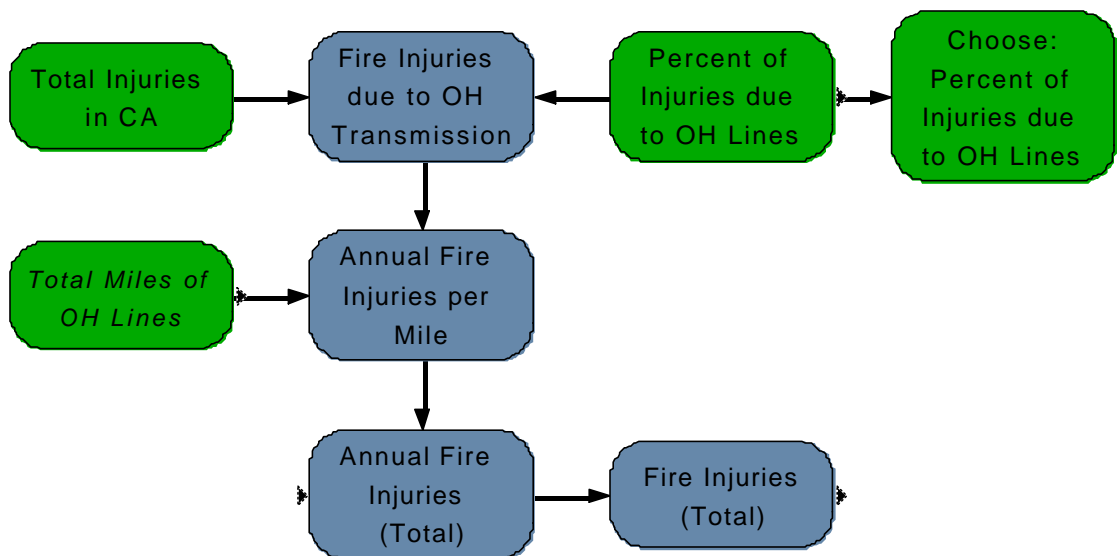 Total Injuries
in CA
Fire Injuries
due to OH
Transmission
Percent of
Injuries due
to OH Lines
Choose:
Percent of
Injuries due
to OH Lines
Total Miles of
OH Lines
Annual Fire
Injuries per
Mile
Annual Fire
Injuries
(Total)
Fire Injuries
(Total)